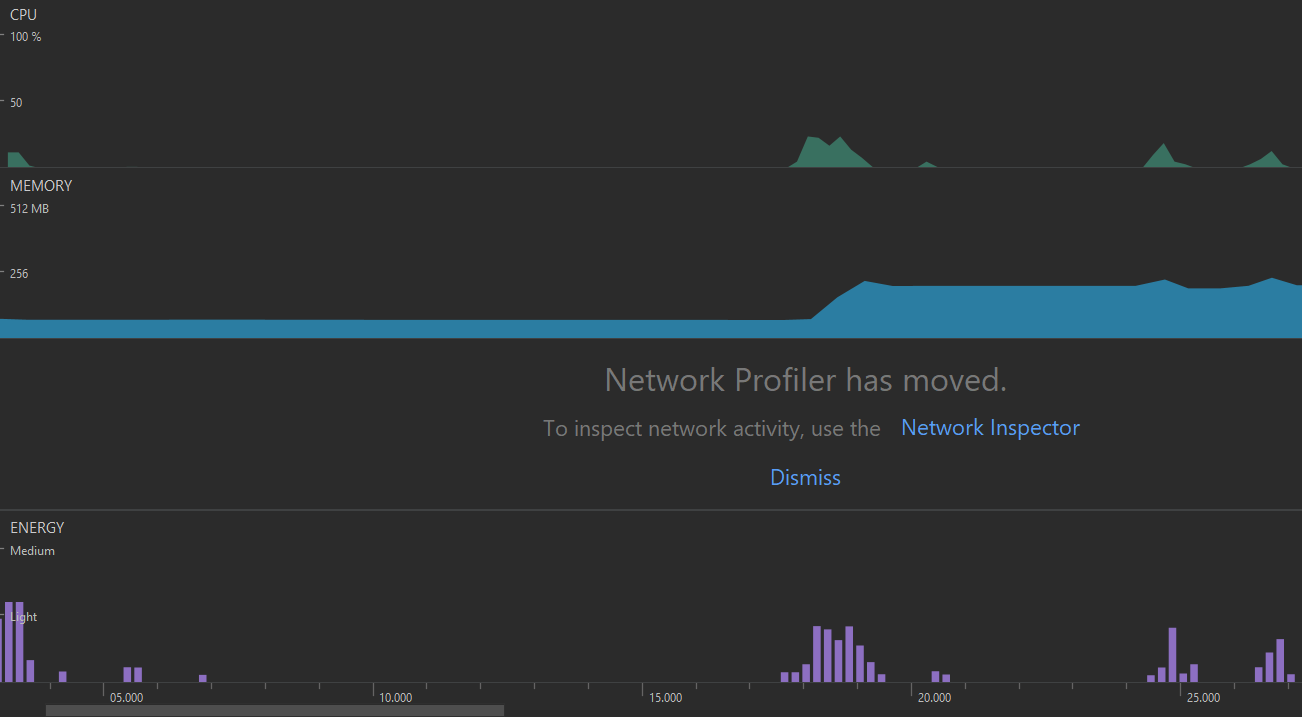 CPU
100 %
50
MEMORY
512 MB
256
Network Profiler has moved.
To inspect network activity, use the Network Inspector
Dismiss
ENERGY
Medium
Light
05.000 10.000 15.000 20.000 25.000